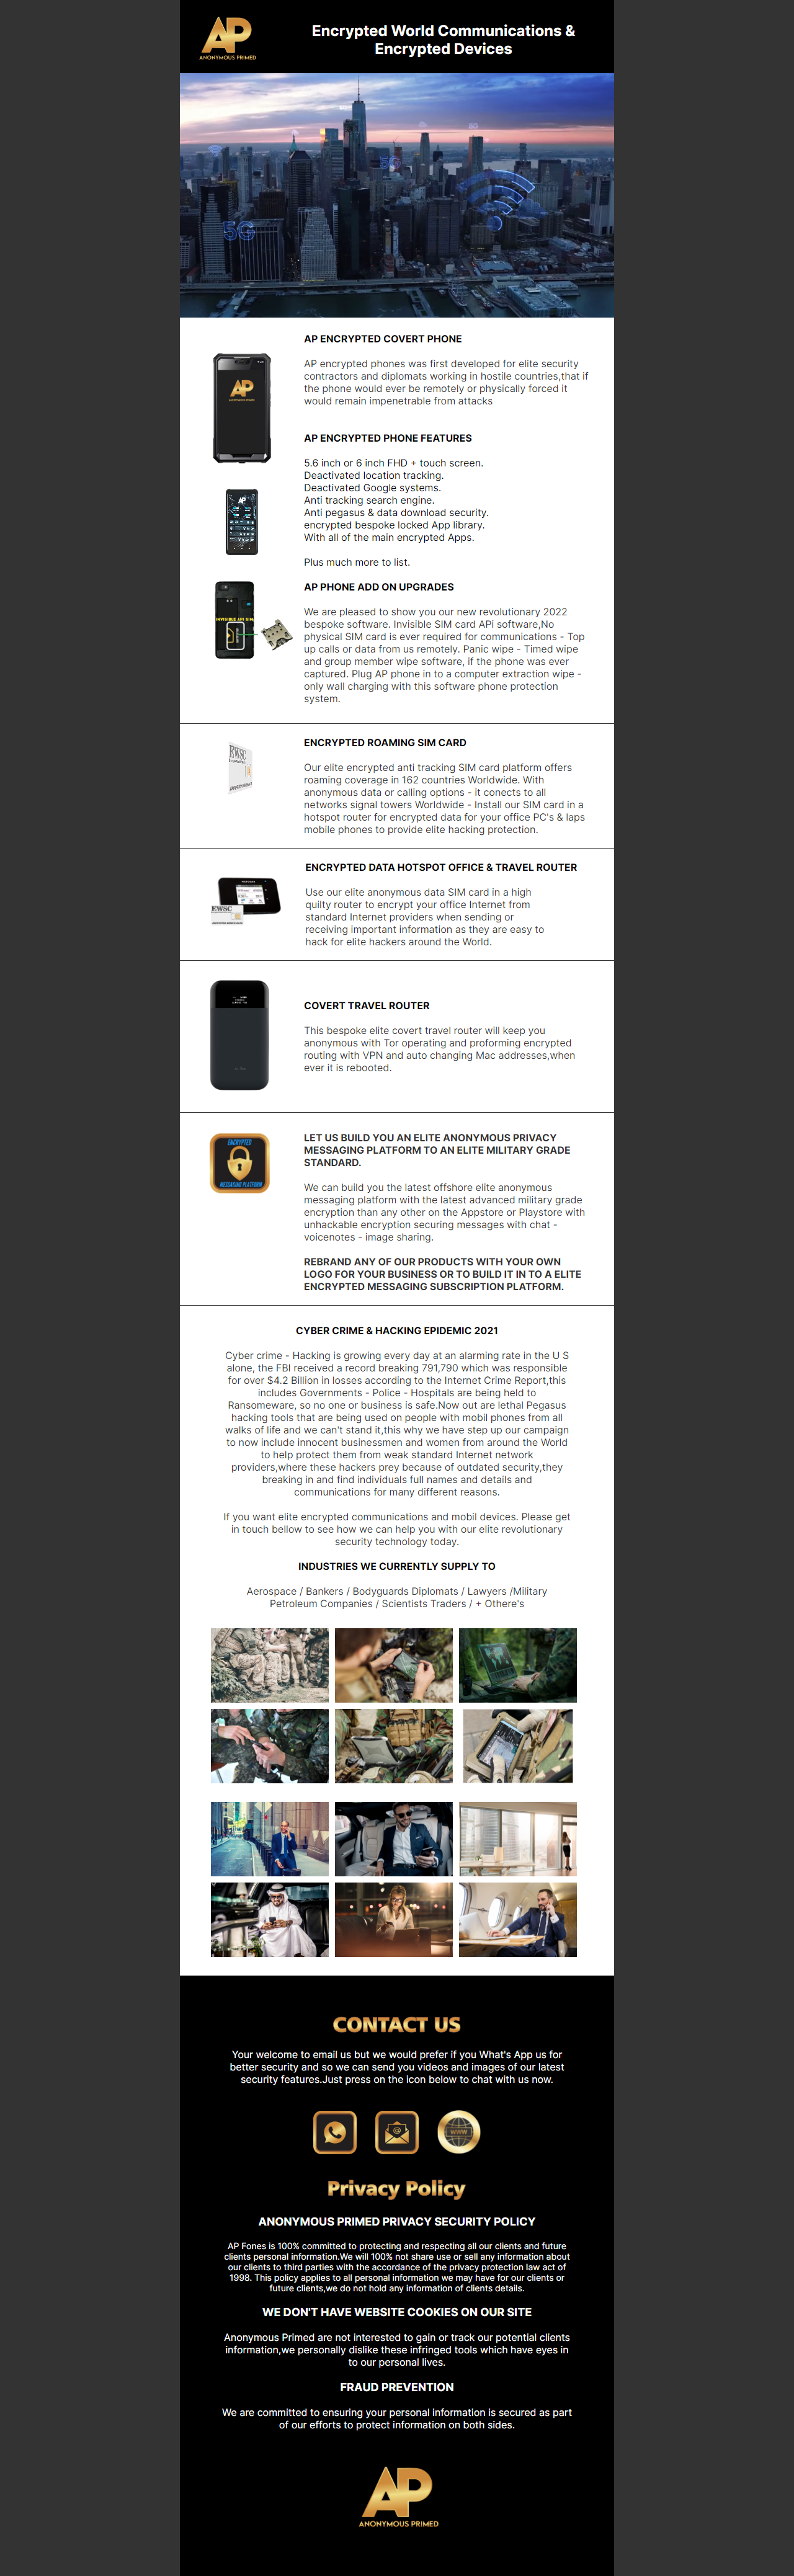 AP
ANONYMOUS PRIMED
Encrypted World Communications &
Encrypted Devices
5G
5G
5G
AP ENCRYPTED COVERT PHONE
AP encrypted phones was first developed for elite security
contractors and diplomats working in hostile countries,that if
the phone would ever be remotely or physically forced it
would remain impenetrable from attacks
AP
ANONYMOUS PRIMED
AP ENCRYPTED PHONE FEATURES
5.6 inch or 6 inch FHD + touch screen.
Deactivated location tracking.
Deactivated Google systems.
Anti tracking search engine.
Anti pegasus & data download security.
encrypted bespoke locked App library.
With all of the main encrypted Apps.
Plus much more to list.
AP
AP PHONE ADD ON UPGRADES
We are pleased to show you our new revolutionary 2022
bespoke software. Invisible SIM card APi software,No
physical SIM card is ever required for communications - Top
up calls or data from us remotely. Panic wipe - Timed wipe
and group member wipe software, if the phone was ever
captured. Plug AP phone in to a computer extraction wipe -
only wall charging with this software phone protection
system.
INVISIBLE API SIM
ENCRYPTED ROAMING SIM CARD
Our elite encrypted anti tracking SIM card platform offers
roaming coverage in 162 countries Worldwide. With
anonymous data or calling options - it conects to all
networks signal towers Worldwide - Install our SIM card in a
hotspot router for encrypted data for your office PC's & laps
mobile phones to provide elite hacking protection.
EWSC
ENCRYPTED DATA HOTSPOT OFFICE & TRAVEL ROUTER
Use our elite anonymous data SIM card in a high
quilty router to encrypt your office Internet from
standard Internet providers when sending or
receiving important information as they are easy to
hack for elite hackers around the World.
EWSC
COVERT TRAVEL ROUTER
This bespoke elite covert travel router will keep you
anonymous with Tor operating and proforming encrypted
routing with VPN and auto changing Mac addresses,when
ever it is rebooted.
ENCRYPTED
MESSAGING PLATFORM
LET US BUILD YOU AN ELITE ANONYMOUS PRIVACY
MESSAGING PLATFORM TO AN ELITE MILITARY GRADE
STANDARD.
We can build you the latest offshore elite anonymous
messaging platform with the latest advanced military grade
encryption than any other on the Appstore or Playstore with
unhackable encryption securing messages with chat -
voicenotes - image sharing.
REBRAND ANY OF OUR PRODUCTS WITH YOUR OWN
LOGO FOR YOUR BUSINESS OR TO BUILD IT IN TO A ELITE
ENCRYPTED MESSAGING SUBSCRIPTION PLATFORM.
CYBER CRIME & HACKING EPIDEMIC 2021
Cyber crime - Hacking is growing every day at an alarming rate in the U S
alone, the FBI received a record breaking 791,790 which was responsible
for over $4.2 Billion in losses according to the Internet Crime Report,this
includes Governments - Police - Hospitals are being held to
Ransomeware, so no one or business is safe.Now out are lethal Pegasus
hacking tools that are being used on people with mobil phones from all
walks of life and we can't stand it,this why we have step up our campaign
to now include innocent businessmen and women from around the World
to help protect them from weak standard Internet network
providers,where these hackers prey because of outdated security,they
breaking in and find individuals full names and details and
communications for many different reasons.
If you want elite encrypted communications and mobil devices. Please get
in touch bellow to see how we can help you with our elite revolutionary
security technology today.
INDUSTRIES WE CURRENTLY SUPPLY TO
Aerospace / Bankers / Bodyguards Diplomats / Lawyers /Military
Petroleum Companies / Scientists Traders / + Othere's
CONTACT US
Your welcome to email us but we would prefer if you What's App us for
better security and so we can send you videos and images of our latest
security features.Just press on the icon below to chat with us now.
@
WWW
Privacy Policy
ANONYMOUS PRIMED PRIVACY SECURITY POLICY
AP Fones is 100% committed to protecting and respecting all our clients and future
clients personal information.We will 100% not share use or sell any information about
our clients to third parties with the accordance of the privacy protection law act of
1998. This policy applies to all personal information we may have for our clients or
future clients,we do not hold any information of clients details.
WE DON'T HAVE WEBSITE COOKIES ON OUR SITE
Anonymous Primed are not interested to gain or track our potential clients
information,we personally dislike these infringed tools which have eyes in
to our personal lives.
FRAUD PREVENTION
We are committed to ensuring your personal information is secured as part
of our efforts to protect information on both sides.
AP
ANONYMOUS PRIMED